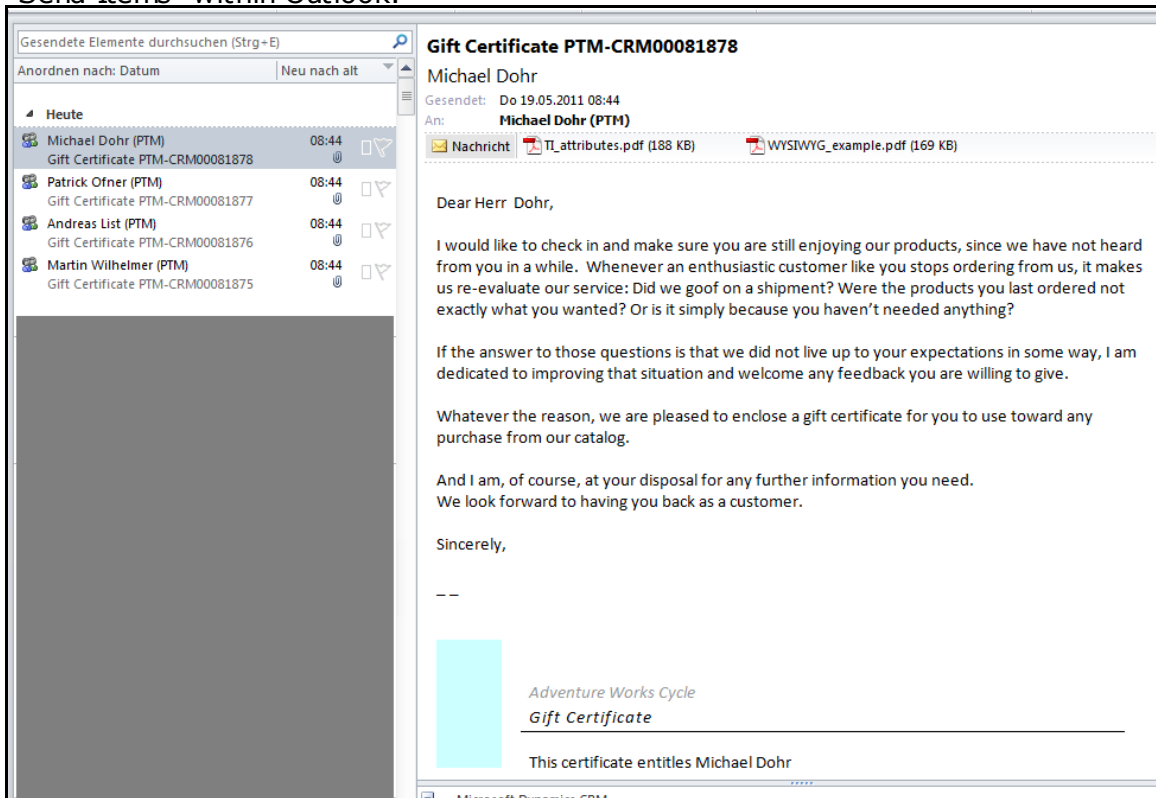 "Send Items" within Outlook.
Gesendete Elemente durchsuchen (Strg+E)
Anordnen nach: Datum
Neu nach alt
Heute
Michael Dohr (PTM)
08:44
Gift Certificate PTM-CRM00081878
Patrick Ofner (PTM)
08:44
Gift Certificate PTM-CRM00081877
Andreas List (PTM)
08:44
Gift Certificate PTM-CRM00081876
Martin Wilhelmer (PTM)
08:44
Gift Certificate PTM-CRM00081875
Gift Certificate PTM-CRM00081878
Michael Dohr
Gesendet: Do 19.05.2011 08:44
An: Michael Dohr (PTM)
Nachricht TI_attributes.pdf (188 KB) WYSIWYG_example.pdf (169 KB)
Dear Herr Dohr,
I would like to check in and make sure you are still enjoying our products, since we have not heard
from you in a while. Whenever an enthusiastic customer like you stops ordering from us, it makes
us re-evaluate our service: Did we goof on a shipment? Were the products you last ordered not
exactly what you wanted? Or is it simply because you haven't needed anything?
If the answer to those questions is that we did not live up to your expectations in some way, I am
dedicated to improving that situation and welcome any feedback you are willing to give.
Whatever the reason, we are pleased to enclose a gift certificate for you to use toward any
purchase from our catalog.
And I am, of course, at your disposal for any further information you need.
We look forward to having you back as a customer.
Sincerely,
_ _
Adventure Works Cycle
Gift Certificate
This certificate entitles Michael Dohr
Microsoft Dynamics CRM